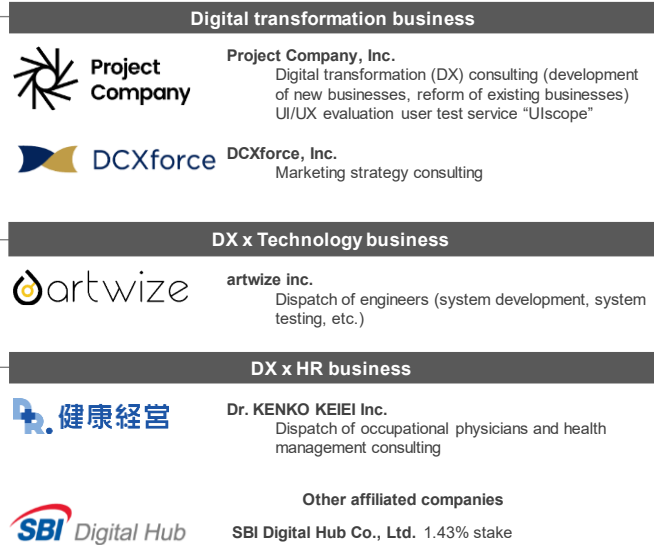 Digital transformation business
Project
Company
Project Company, Inc.
Digital transformation (DX) consulting (development
of new businesses, reform of existing businesses)
UI/UX evaluation user test service “UIscope”
DCXforce
DCXforce, Inc.
Marketing strategy consulting
DX x Technology business
artwize
artwize inc.
Dispatch of engineers (system development, system
testing, etc.)
DX x HR business
DR.健康経営
Dr. KENKO KEIEI Inc.
Dispatch of occupational physicians and health
management consulting
Other affiliated companies
SBI Digital Hub
SBI Digital Hub Co., Ltd. 1.43% stake